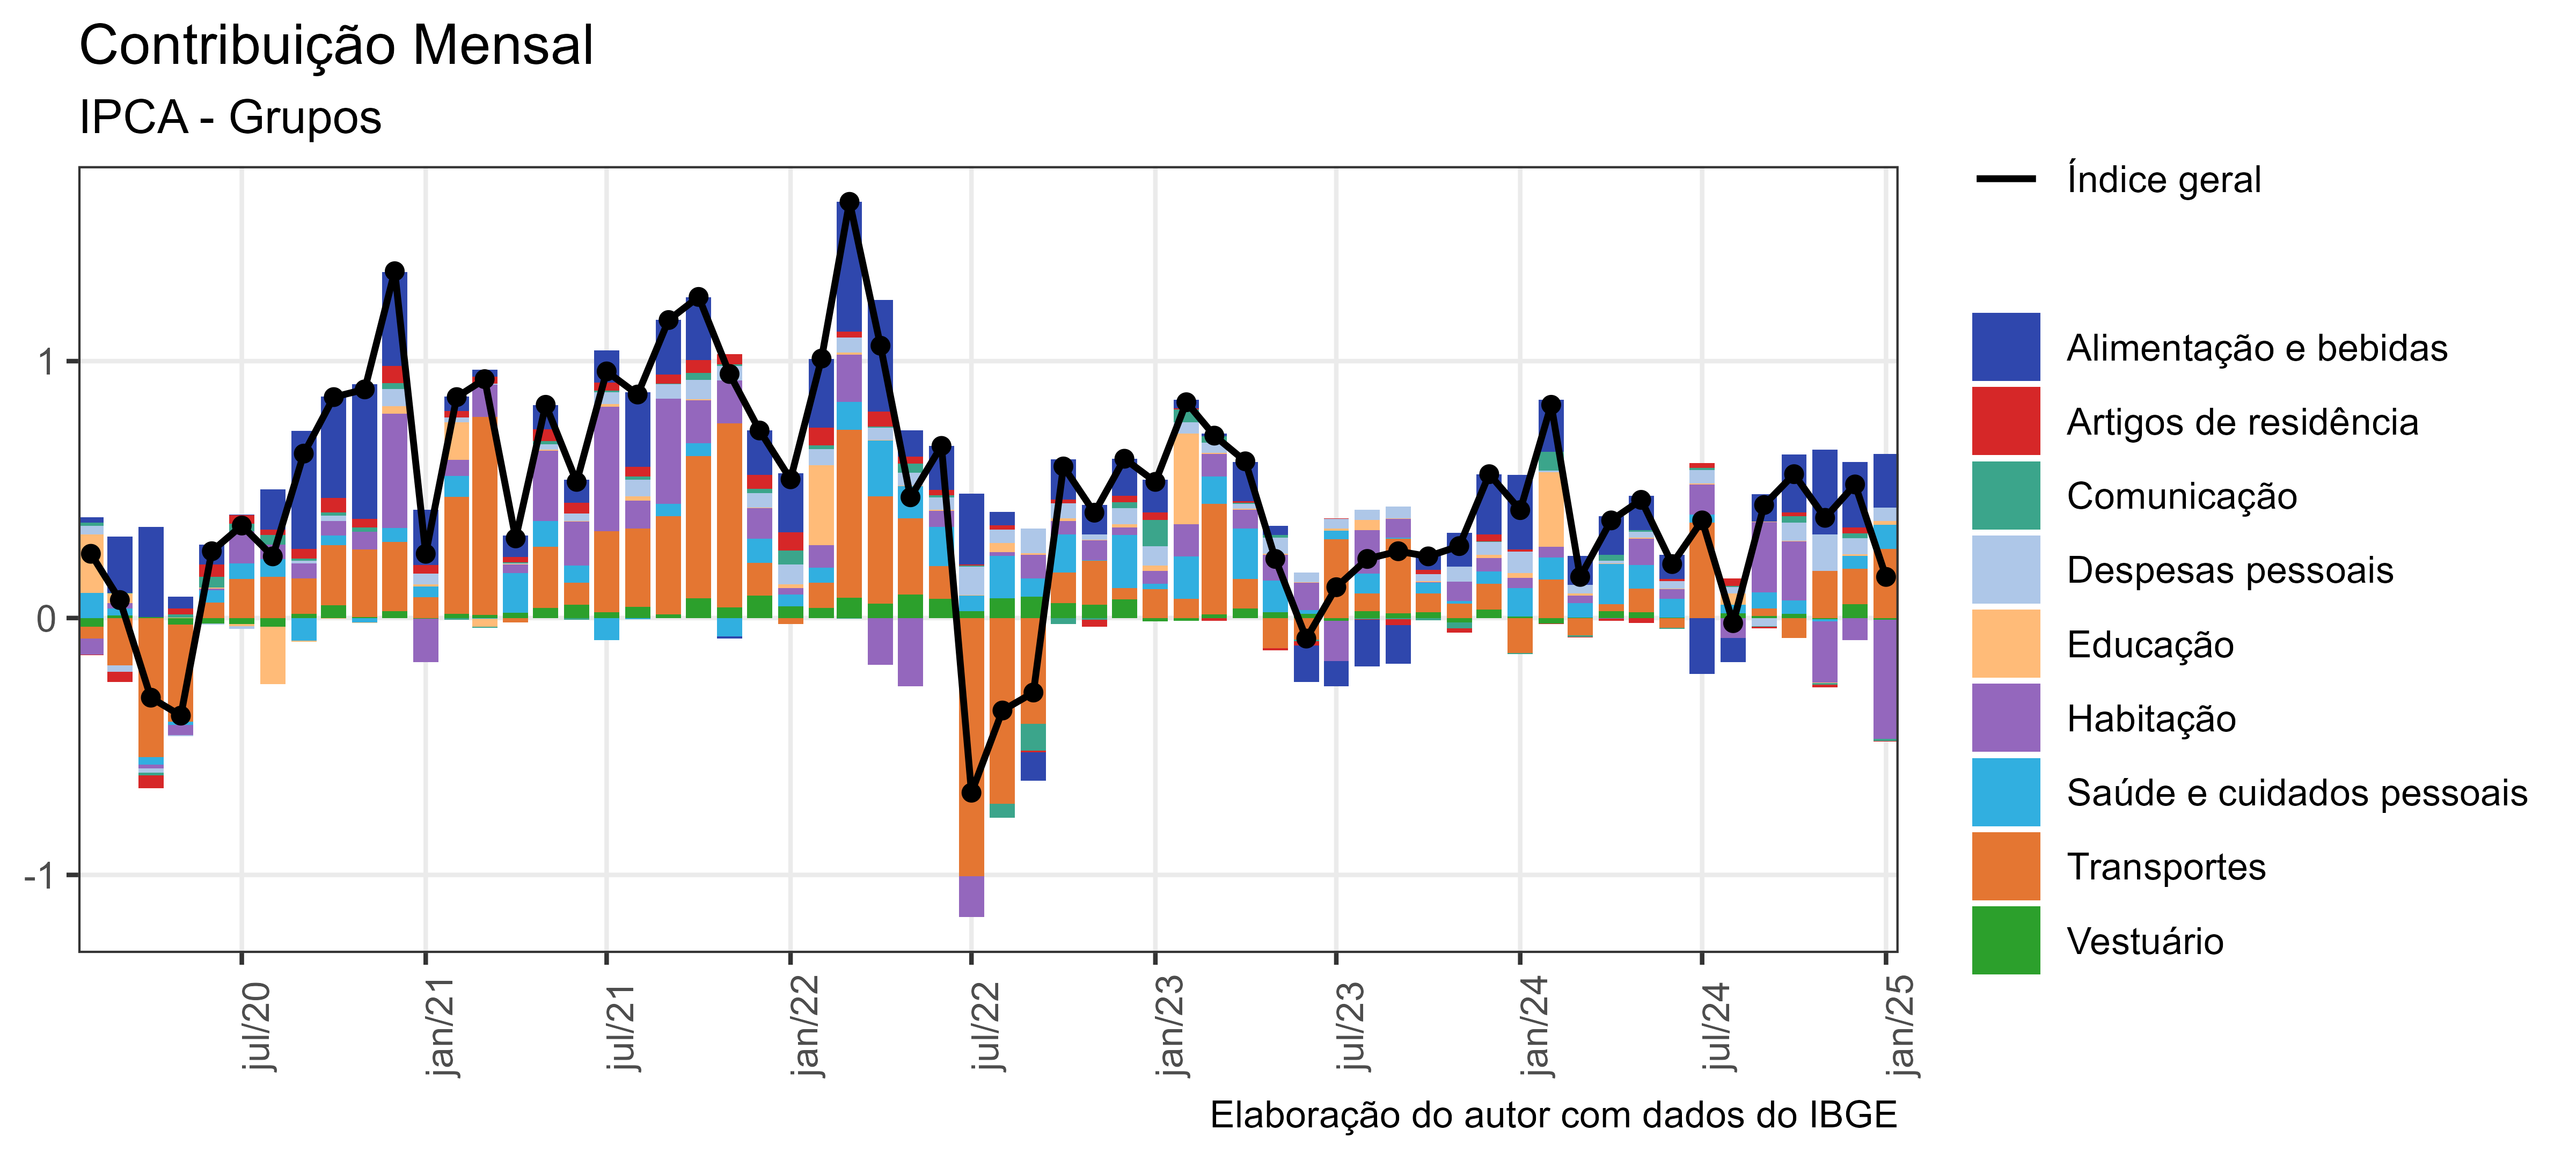 Contribuição Mensal
IPCA - Grupos
1
0
-1
jul/20
jan/21
jul/21
jan/22
jul/22
jan/23
jul/23
jan/24
jul/24
jan/25
Elaboração do autor com dados do IBGE
Índice geral
Alimentação e bebidas
Artigos de residência
Comunicação
Despesas pessoais
Educação
Habitação
Saúde e cuidados pessoais
Transportes
Vestuário